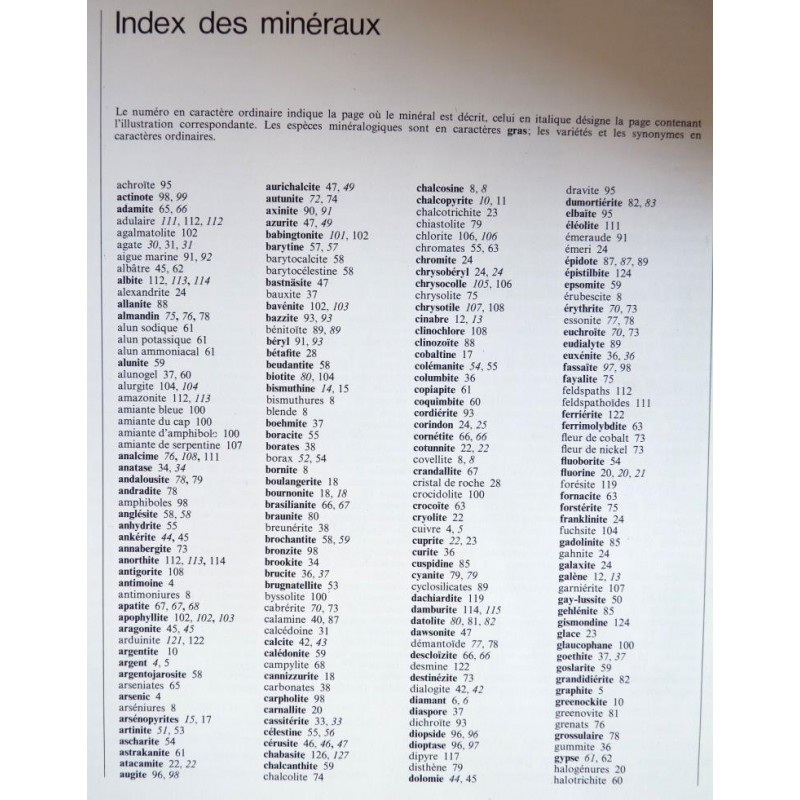 Index des minéraux
Le numéro en caractère ordinaire indique la page où le minéral est décrit, celui en italique désigne la page contenant
l'illustration correspondante. Les espèces minéralogiques sont en caractères gras; les variétés et les synonymes en
caractères ordinaires.
achroïte 95
actinote 98, 99
adamite 65, 66
adulaire 111, 112, 112
agalmatolite 102
agate 30, 31, 31
aigue marine 91, 92
albâtre 45, 62
albite 112, 113, 114
alexandrite 24
allanite 88
almandin 75, 76, 78
alun sodique 61
alun potassique 61
alun ammoniacal 61
alunite 59
alunogel 37, 60
alurgite 104, 104
amazonite 112, 113
amiante bleue 100
amiante du cap 100
amiante d'amphibole 100
amiante de serpentine 107
analcime 76, 108, 111
anatase 34, 34
andalousite 78, 79
andradite 78
amphiboles 98
anglésite 58, 58
anhydrite 55
ankérite 44, 45
annabergite 73
anorthite 112, 113, 114
antigorite 108
antimoine 4
antimoniures 8
apatite 67, 67, 68
apophyllite 102, 102, 103
aragonite 45, 45
arduinite 121, 122
argentite 10
argent 4, 5
argentojarosite 58
arseniates 65
arsenic 4
arséniures 8
arsénopyrites 15, 17
artinite 51, 53
ascharite 54
astrakanite 61
atacamite 22, 22
augite 96, 98
aurichalcite 47, 49
autunite 72, 74
axinite 90, 91
azurite 47, 49
babingtonite 101, 102
barytine 57, 57
barytocalcite 58
barytocélestine 58
bastnäsite 47
bauxite 37
bavénite 102, 103
bazzite 93, 93
bénitoïte 89, 89
béryl 91, 93
bétafite 28
beudantite 58
biotite 80, 104
bismuthine 14, 15
bismuthures 8
blende 8
boehmite 37
boracite 55
borates 38
borax 52, 54
bornite 8
boulangerite 18
bournonite 18, 18
brasilianite 66, 67
braunite 80
breunérite 38
brochantite 58, 59
bronzite 98
brookite 34
brucite 36, 37
brugnatellite 53
byssolite 100
cabrérite 70, 73
calamine 40, 87
calcédoine 31
calcite 42, 43
calédonite 59
campylite 68
cannizzurite 18
carbonates 38
carpholite 98
carnallite 20
cassitérite 33, 33
célestine 55, 56
cérusite 46, 46, 47
chabasite 126, 127
chalcanthite 59
chalcolite 74
chalcosine 8, 8
chalcopyrite 10, 11
chalcotrichite 23
chiastolite 79
chlorite 106, 106
chromates 55, 63
chromite 24
chrysobéryl 24, 24
chrysocolle 105, 106
chrysolite 75
chrysotile 107, 108
cinabre 12, 13
clinochlore 108
clinozoïte 88
cobaltine 17
colémanite 54, 55
columbite 36
copiapite 61
coquimbite 60
cordiérite 93
corindon 24, 25
cornétite 66, 66
cotunnite 22, 22
covellite 8, 8
crandallite 67
cristal de roche 28
crocidolite 100
crocoïte 63
cryolite 22
cuivre 4, 5
cuprite 22, 23
curite 36
cuspidine 85
cyanite 79, 79
cyclosilicates 89
dachiardite 119
damburite 114, 115
datolite 80, 81, 82
dawsonite 47
démantoïde 77, 78
descloïzite 66, 66
desmine 122
destinézite 73
dialogite 42, 42
diamant 6, 6
diaspore 37
dichroïte 93
diopside 96, 96
dioptase 96, 97
dipyre 117
disthène 79
dolomie 44, 45
dravite 95
dumortiérite 82, 83
elbaïte 95
éléolite 111
émeraude 91
émeri 24
épidote 87, 87, 89
épistilbite 124
epsomite 59
érubescite 8
érythrite 70, 73
essonite 77, 78
euchroïte 70, 73
eudialyte 89
euxénite 36, 36
fassaïte 97, 98
fayalite 75
feldspaths 112
feldspathoïdes 111
ferriérite 122
ferrimolybdite 63
fleur de cobalt 73
fleur de nickel 73
fluoborite 54
fluorine 20, 20, 21
forésite 119
fornacite 63
forstérite 75
franklinite 24
fuchsite 104
gadolinite 85
gahnite 24
galaxite 24
galène 12, 13
garniérite 107
gay-lussite 50
gehlénite 85
gismondine 124
glace 23
glaucophane 100
goethite 37, 37
goslarite 59
grandidiérite 82
graphite 5
greenockite 10
greenovite 81
grenats 76
grossulaire 78
gummite 36
gypse 61, 62
halogénures 20
halotrichite 60